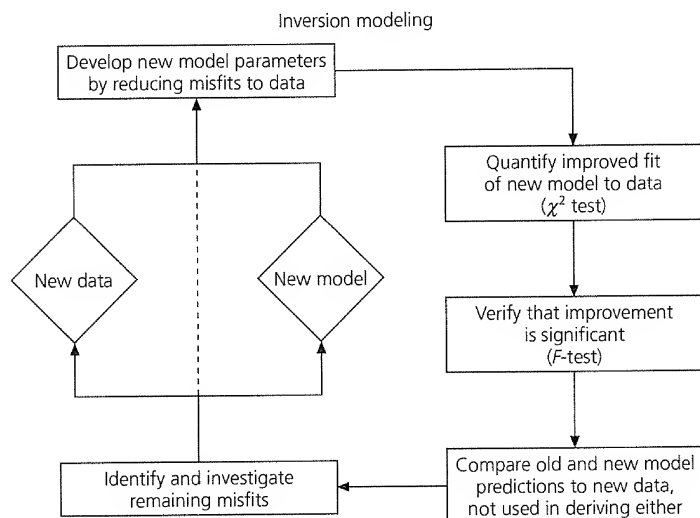 Inversion modeling
Develop new model parameters
by reducing misfits to data
Quantify improved fit
of new model to data
(χ² test)
New data
New model
Verify that improvement
is significant
(F-test)
Identify and investigate
remaining misfits
Compare old and new model
predictions to new data,
not used in deriving either